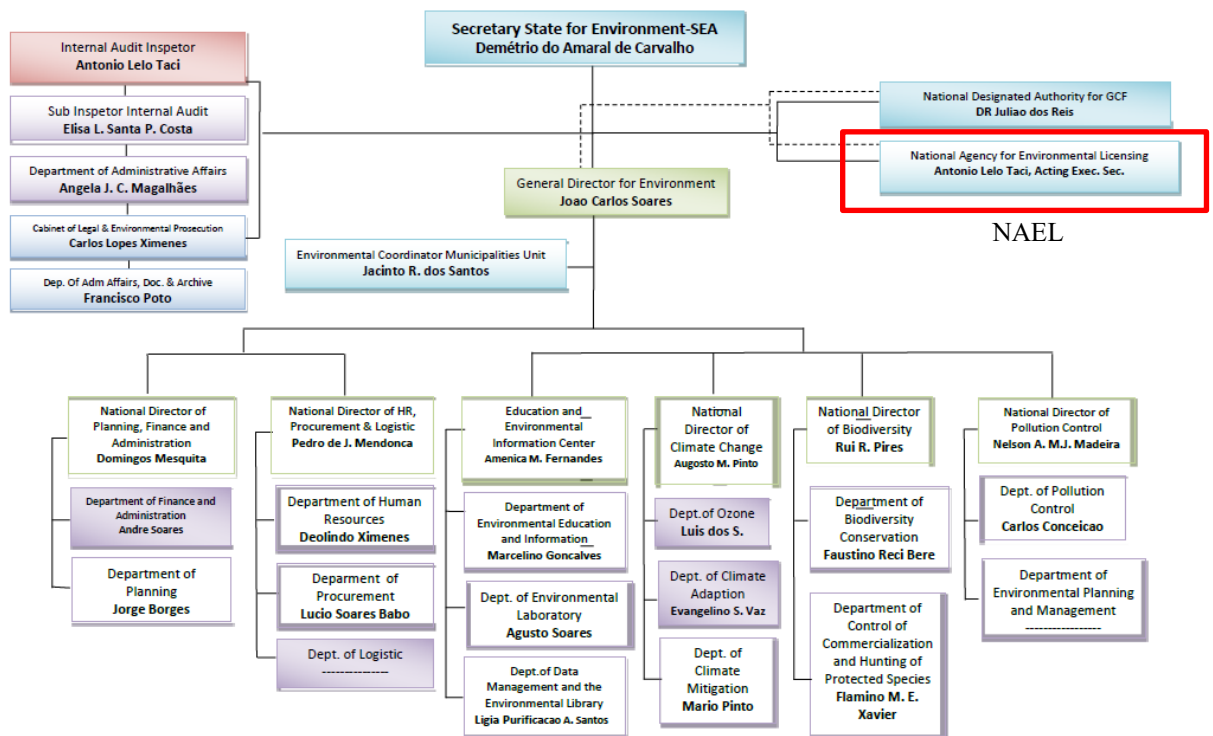 Secretary State for Environment-SEA
Demétrio do Amaral de Carvalho
Internal Audit Inspetor
Antonio Lelo Taci
Sub Inspetor Internal Audit
Elisa L. Santa P. Costa
Department of Administrative Affairs
Angela J. C. Magalhães
Cabinet of Legal & Environmental Prosecution
Carlos Lopes Ximenes
Dep. Of Adm Affairs, Doc. & Archive
Francisco Poto
National Designated Authority for GCF
DR Juliao dos Reis
National Agency for Environmental Licensing
Antonio Lelo Taci, Acting Exec. Sec.
NAEL
General Director for Environment
Joao Carlos Soares
Environmental Coordinator Municipalities Unit
Jacinto R. dos Santos
National Director of
Planning, Finance and
Administration
Domingos Mesquita
Department of Finance and
Administration
Andre Soares
Department of
Planning
Jorge Borges
National Director of HR,
Procurement & Logistic
Pedro de J. Mendonca
Department of Human
Resources
Deolindo Ximenes
Department of
Procurement
Lucio Soares Babo
Dept. of Logistic
---------------
Education and
Environmental
Information Center
Amenica M. Fernandes
Department of
Environmental Education
and Information
Marcelino Goncalves
Dept. of Environmental
Laboratory
Agusto Soares
Dept.of Data
Management and the
Environmental Library
Ligia Purificacao A. Santos
National
Director of
Climate Change
Augosto M. Pinto
Dept.of Ozone
Luis dos S.
Dept. of Climate
Adaption
Evangelino S. Vaz
Dept. of
Climate
Mitigation
Mario Pinto
National Director
of Biodiversity
Rui R. Pires
Department of
Biodiversity
Conservation
Faustino Reci Bere
Department of
Control of
Commercialization
and Hunting of
Protected Species
Flamino M. E.
Xavier
National Director of
Pollution Control
Nelson A. M.J. Madeira
Dept. of Pollution
Control
Carlos Conceicao
Department of
Environmental Planning
and Management
-----------------